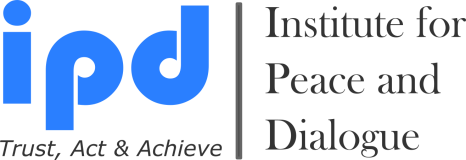 ipd
Trust, Act & Achieve
Institute for
Peace and
Dialogue